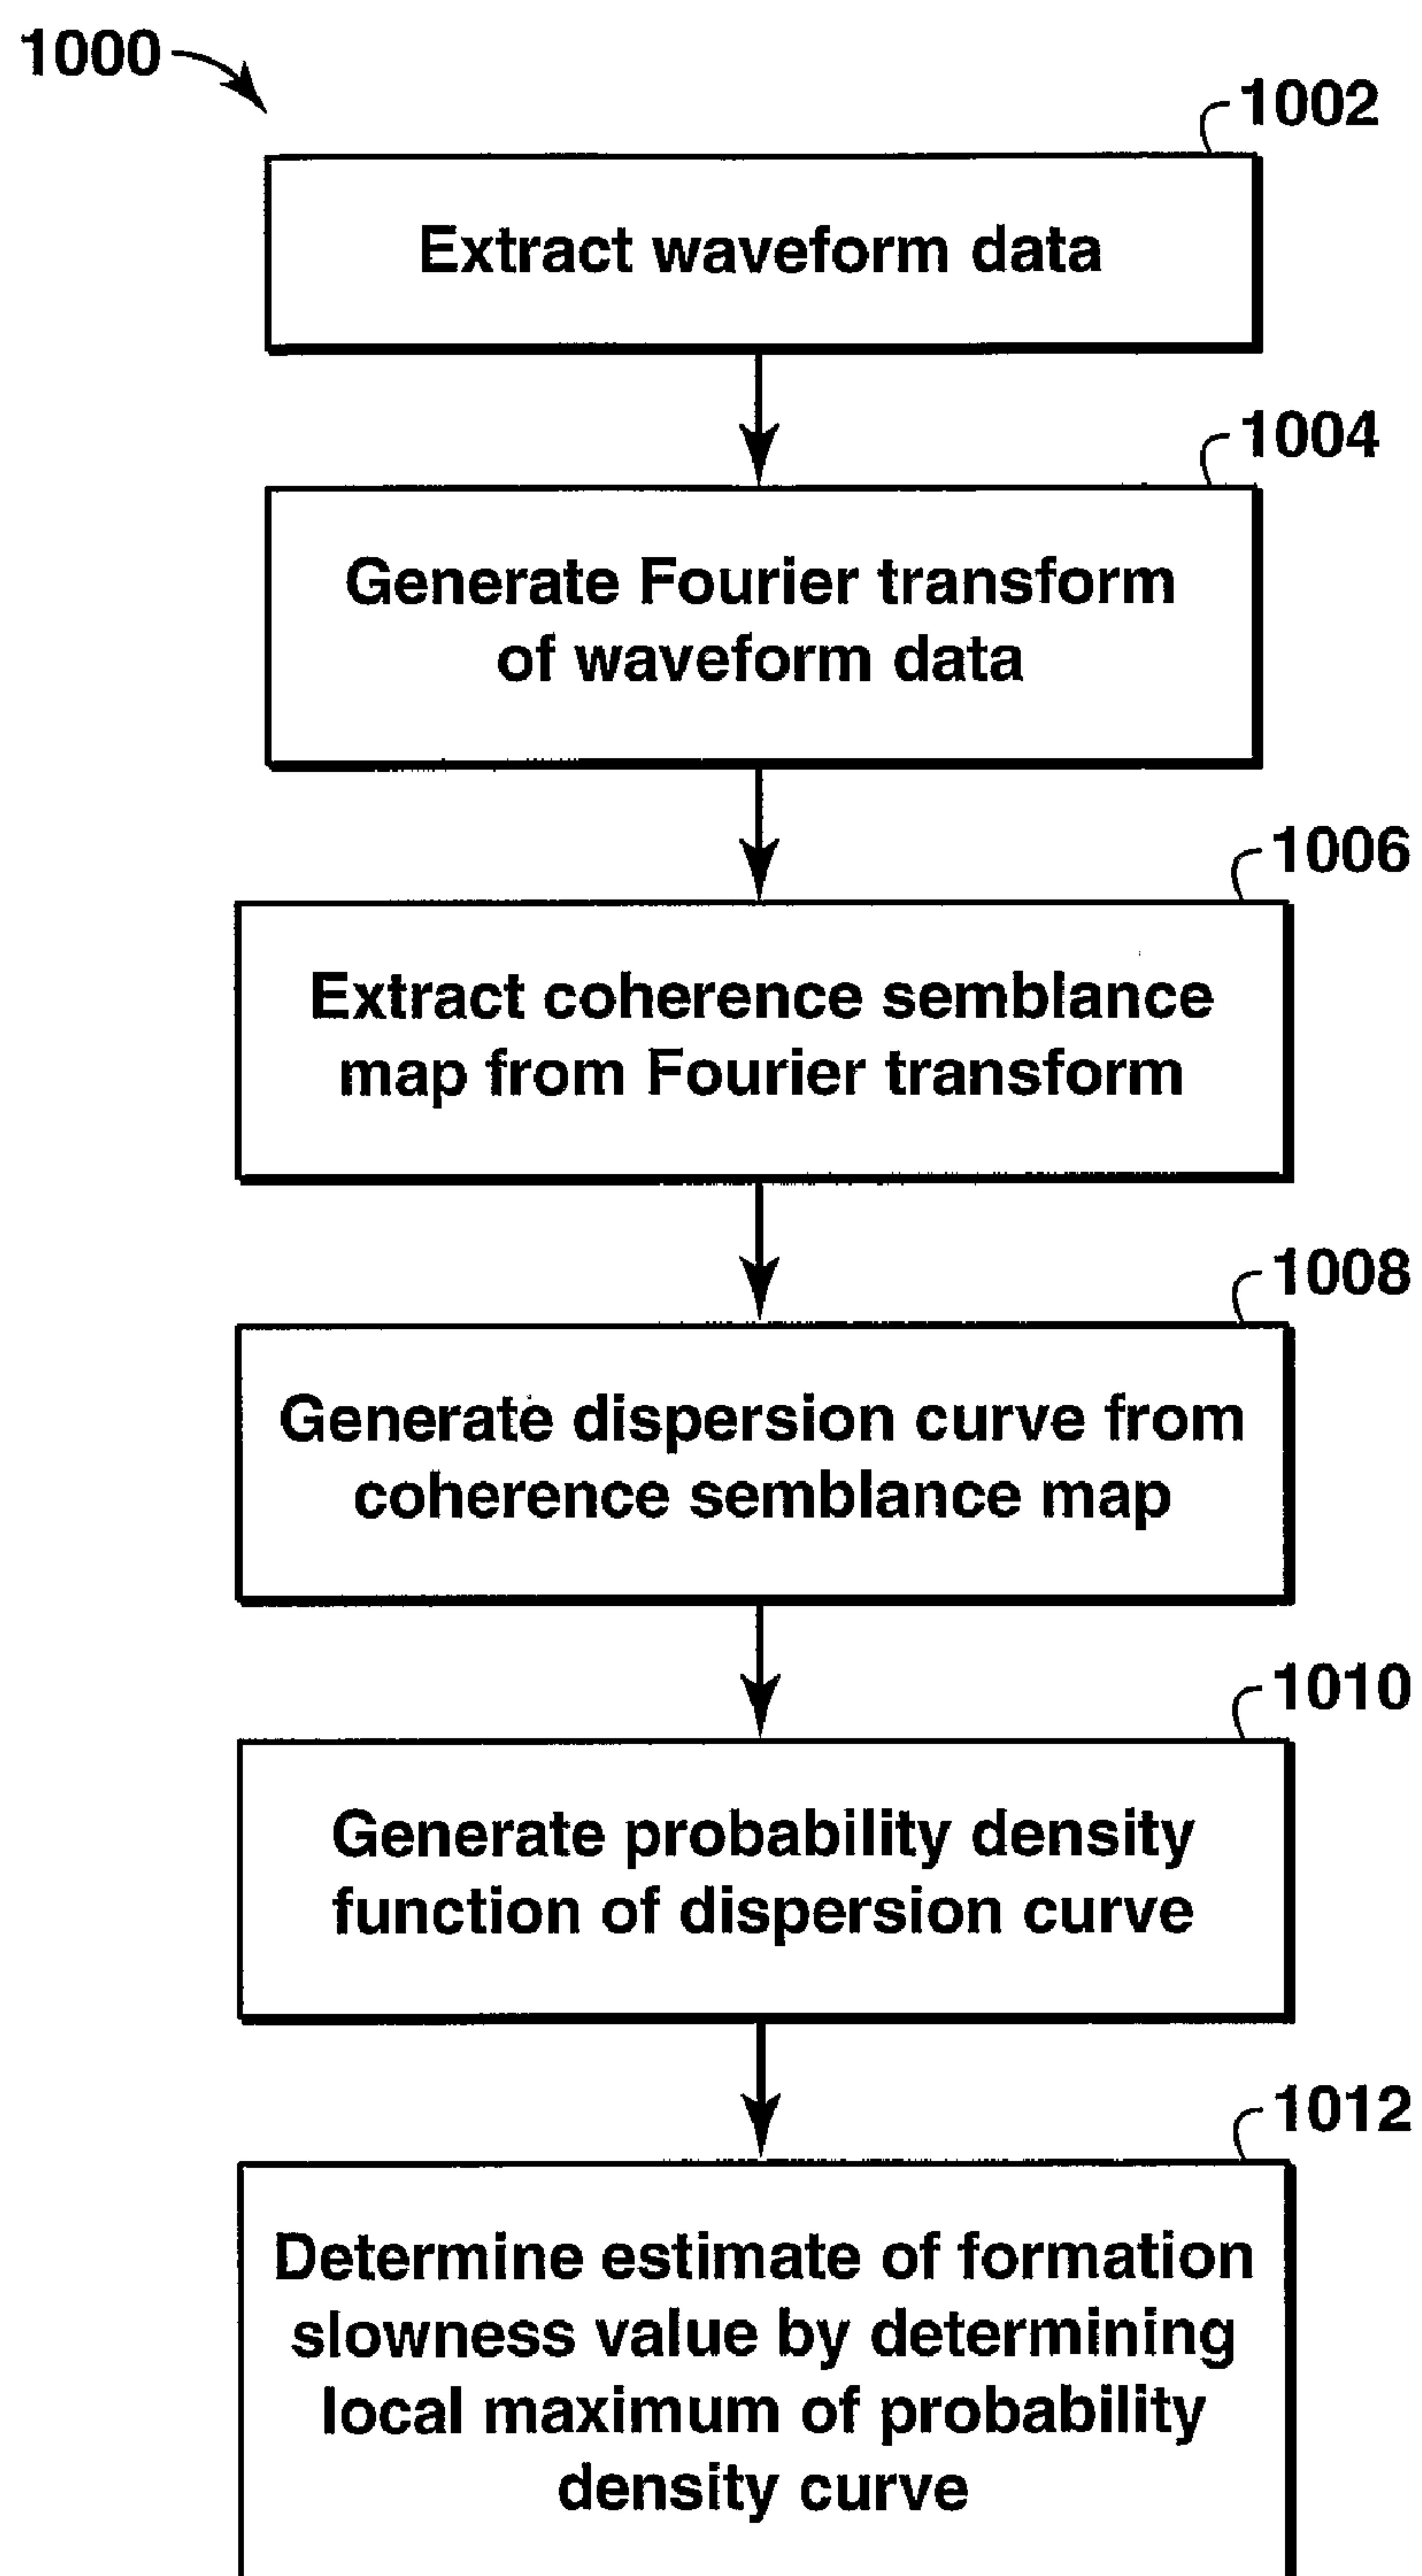 1000
1002
Extract waveform data
1004
Generate Fourier transform
of waveform data
1006
Extract coherence semblance
map from Fourier transform
1008
Generate dispersion curve from
coherence semblance map
1010
Generate probability density
function of dispersion curve
1012
Determine estimate of formation
slowness value by determining
local maximum of probability
density curve